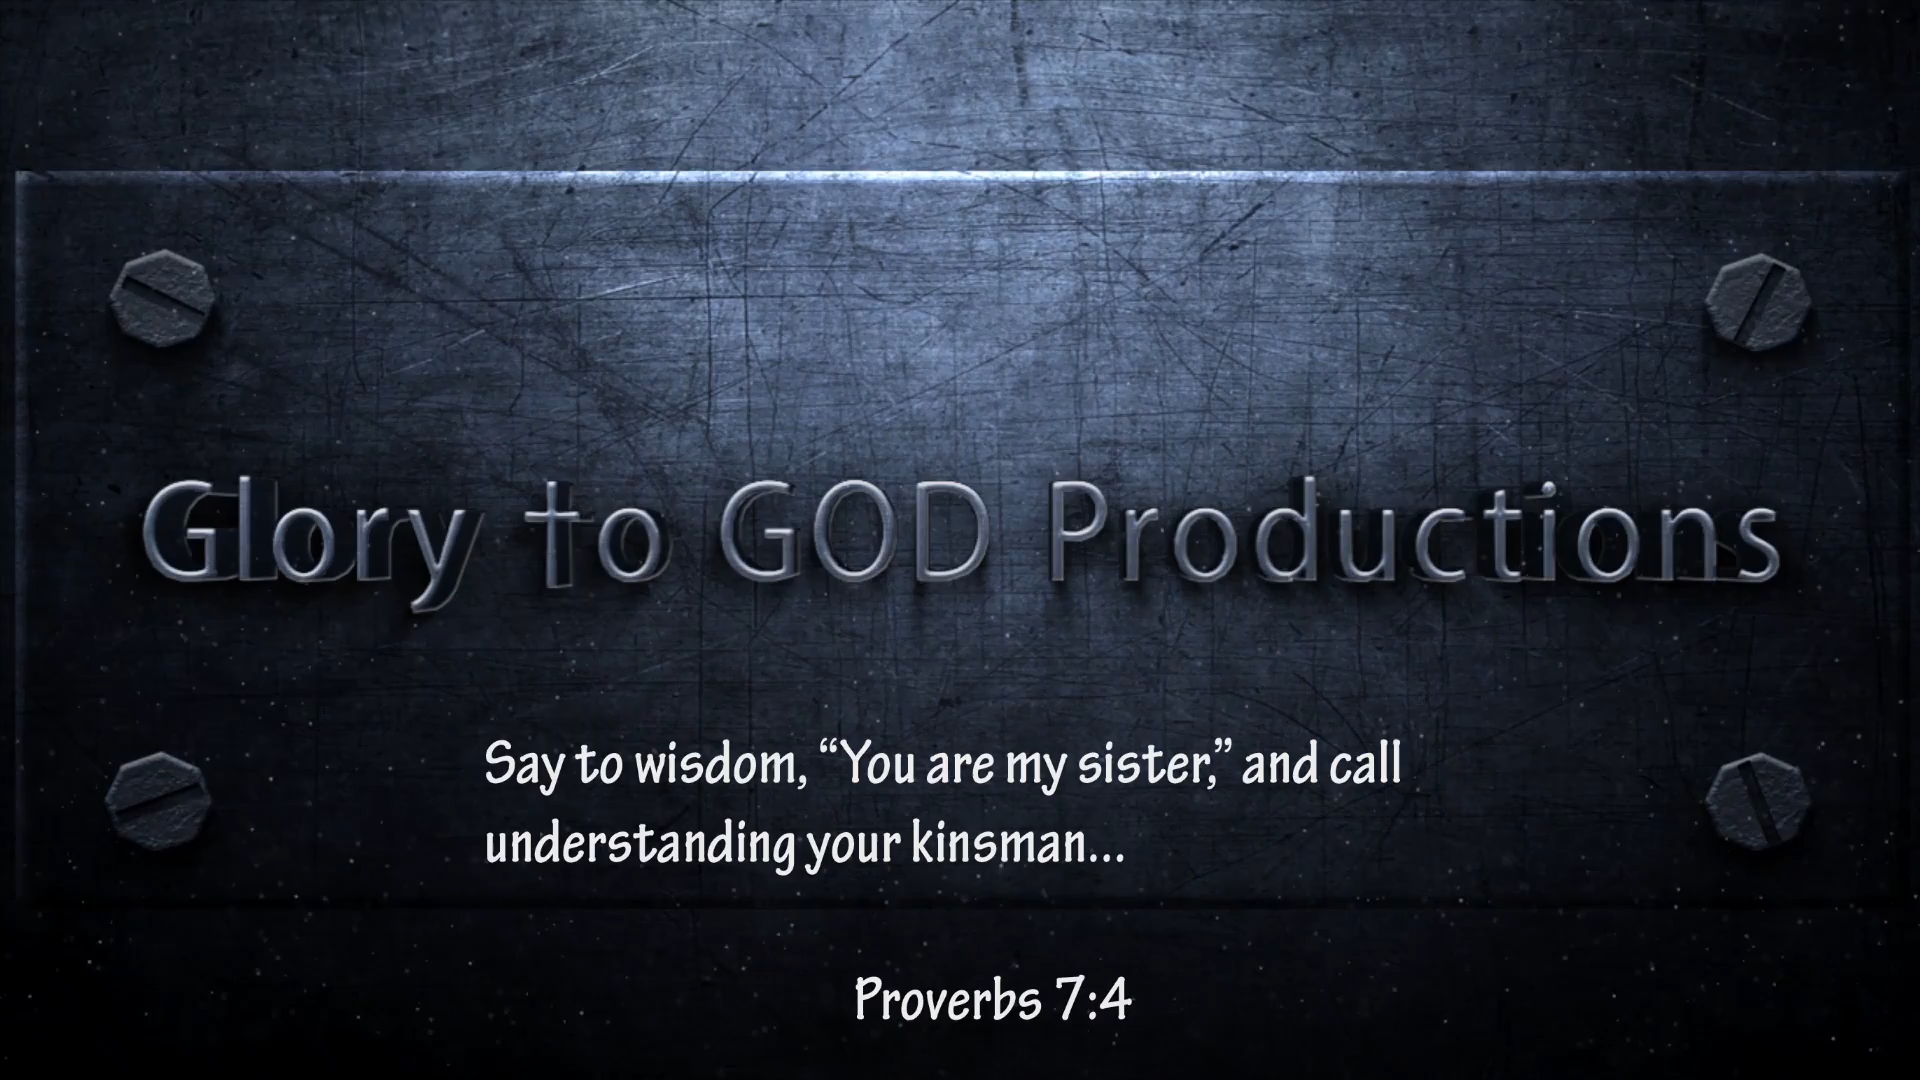 Glory to GOD Productions
Say to wisdom, “You are my sister,” and call
understanding your kinsman...
Proverbs 7:4